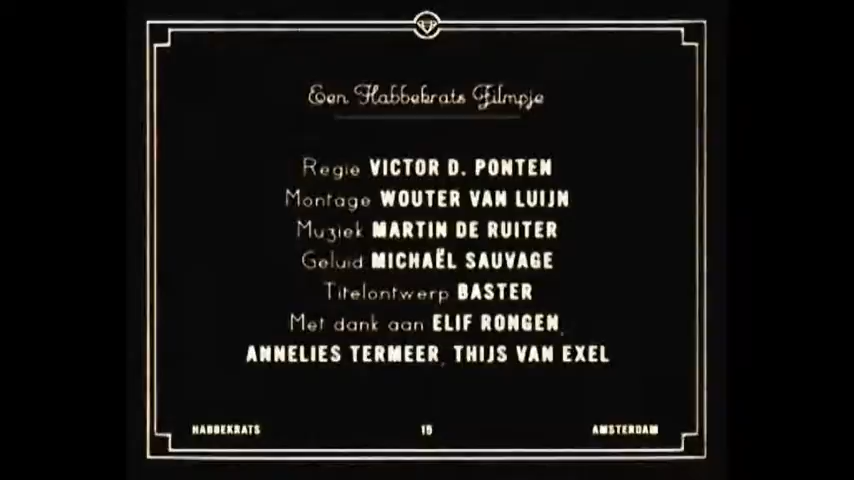 Een Habbekrats Filmpje
Regie VICTOR D. PONTEN
Montage WOUTER VAN LUIJN
Muziek MARTIN DE RUITER
Geluid MICHAËL SAUVAGE
Titelontwerp BASTER
Met dank aan ELIF RONGEN,
ANNELIES TERMEER, THIJS VAN EXEL
HABBEKRATS 15 AMSTERDAM